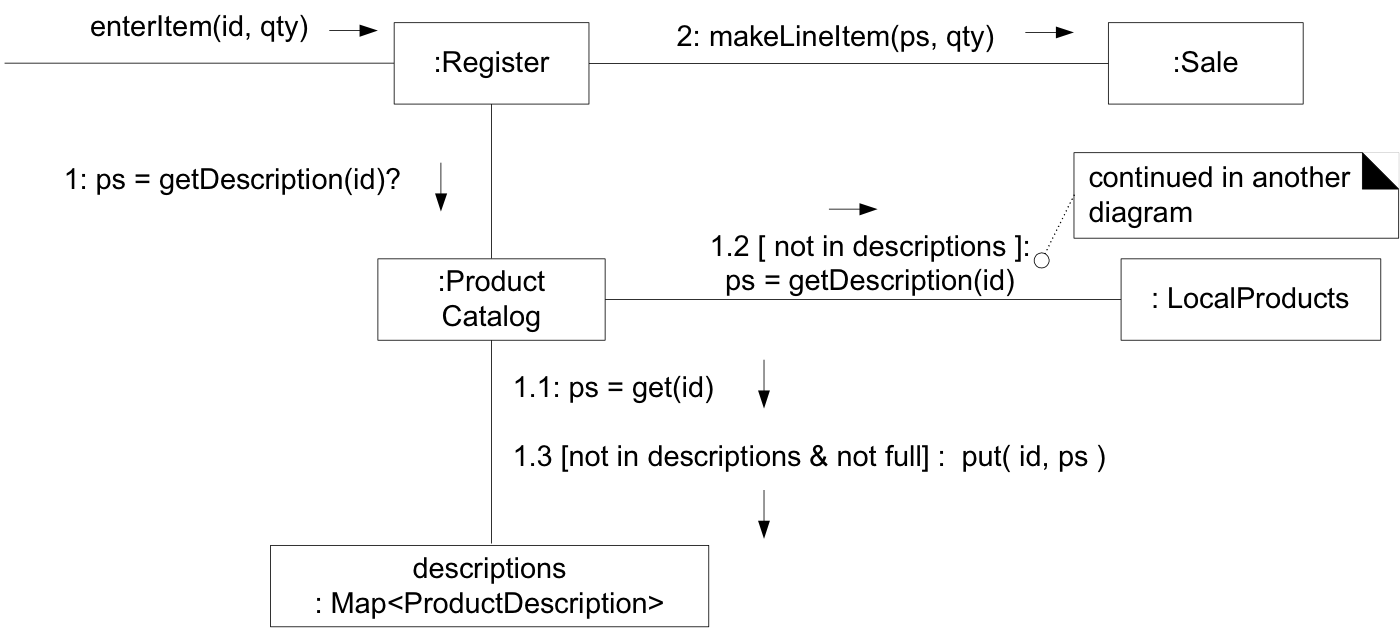 enterItem(id, qty)
:Register
2: makeLineItem(ps, qty)
:Sale
1: ps = getDescription(id)?
continued in another
diagram
1.2 [ not in descriptions ]:
ps = getDescription(id)
:Product
Catalog
: LocalProducts
1.1: ps = get(id)
1.3 [not in descriptions & not full] :  put( id, ps )
descriptions
: Map<ProductDescription>